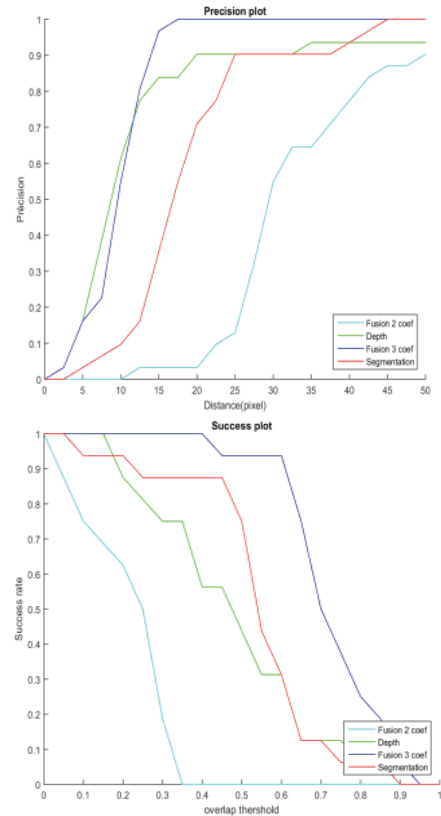 Precision plot
Precision
1
0.9
0.8
0.7
0.6
0.5
0.4
0.3
0.2
0.1
0
0 5 10 15 20 25 30 35 40 45 50
Distance(pixel)
Fusion 2 coef
Depth
Fusion 3 coef
Segmentation
Success plot
Success rate
1
0.9
0.8
0.7
0.6
0.5
0.4
0.3
0.2
0.1
0
0 0.1 0.2 0.3 0.4 0.5 0.6 0.7 0.8 0.9 1
overlap thershold
Fusion 2 coef
Depth
Fusion 3 coef
Segmentation